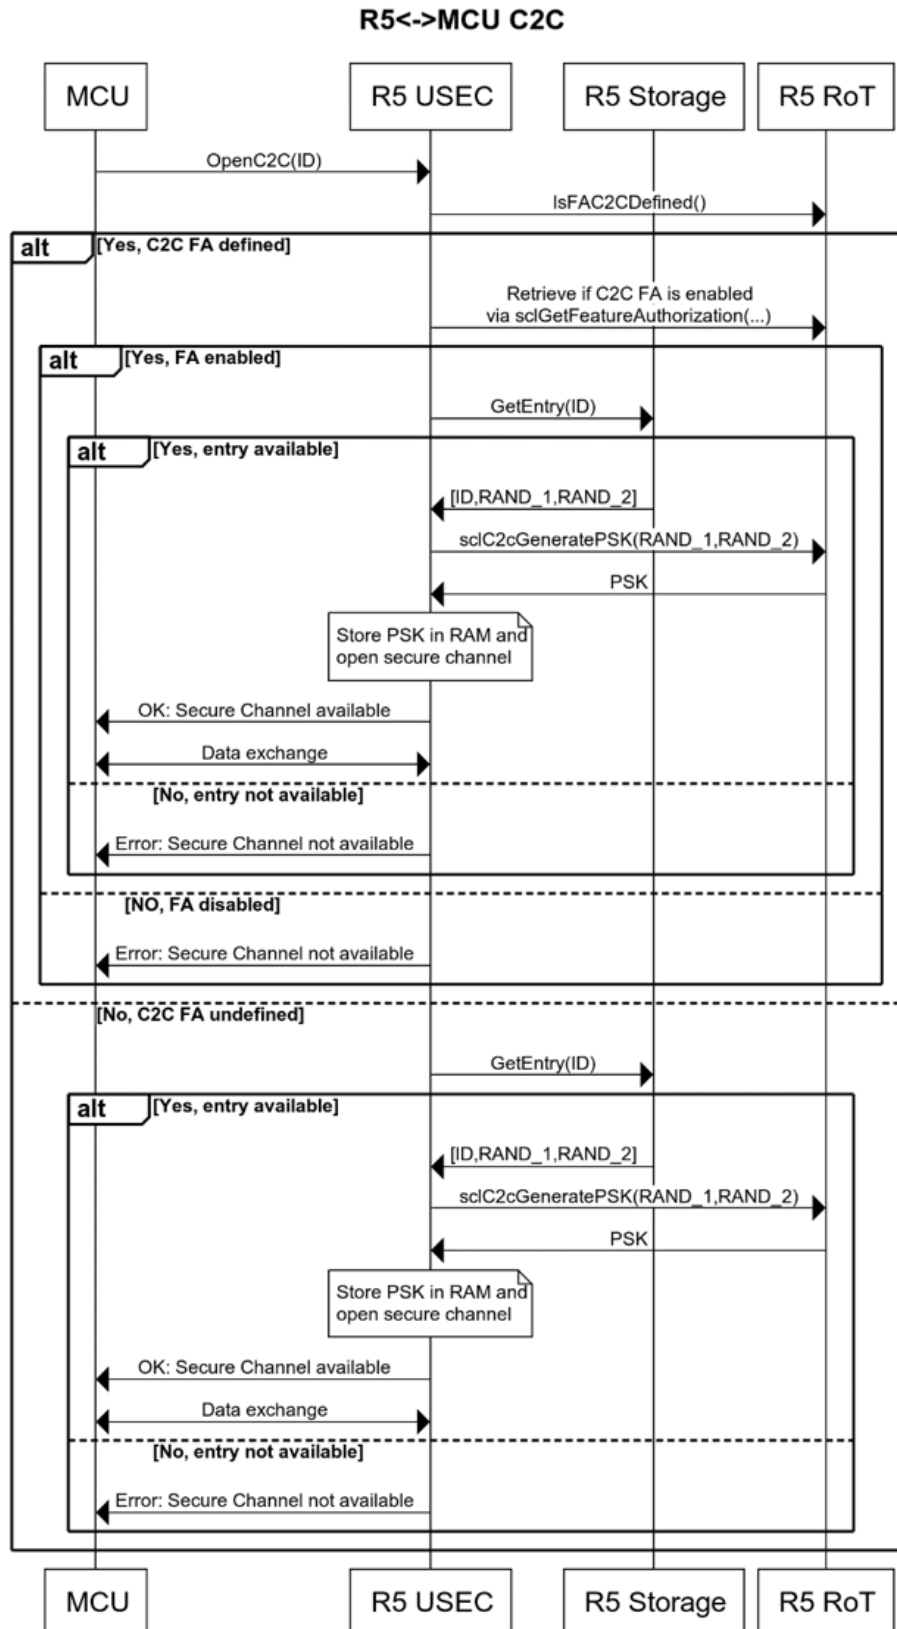 R5<->MCU C2C
MCU
R5 USEC
R5 Storage
R5 RoT
OpenC2C(ID)
IsFAC2CDefined()
alt
[Yes, C2C FA defined]
Retrieve if C2C FA is enabled
via sclGetFeatureAuthorization(...)
alt
[Yes, FA enabled]
GetEntry(ID)
alt
[Yes, entry available]
[ID,RAND_1,RAND_2]
sclC2cGeneratePSK(RAND_1,RAND_2)
PSK
Store PSK in RAM and
open secure channel
OK: Secure Channel available
Data exchange
[No, entry not available]
Error: Secure Channel not available
[NO, FA disabled]
Error: Secure Channel not available
[No, C2C FA undefined]
GetEntry(ID)
alt
[Yes, entry available]
[ID,RAND_1,RAND_2]
sclC2cGeneratePSK(RAND_1,RAND_2)
PSK
Store PSK in RAM and
open secure channel
OK: Secure Channel available
Data exchange
[No, entry not available]
Error: Secure Channel not available
MCU
R5 USEC
R5 Storage
R5 RoT